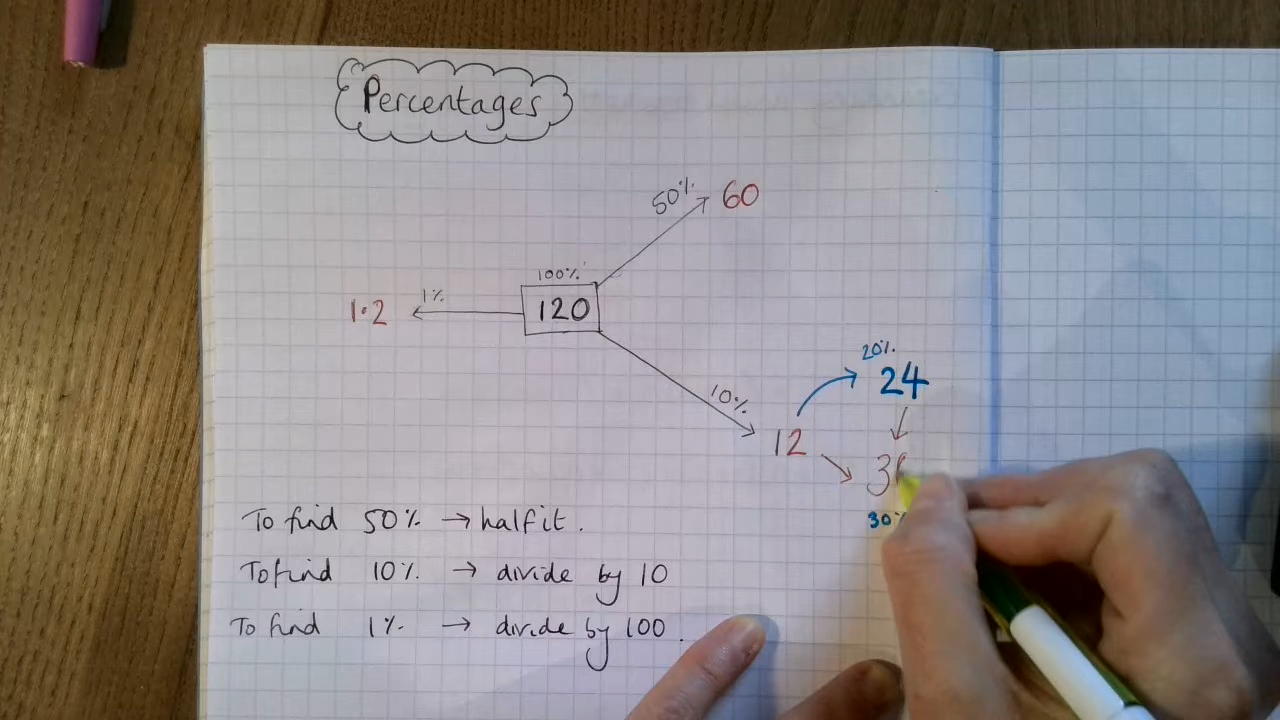 Percentages
50% 60
100%
1.2 1% 120
20%
24
10%
12
30%
To find 50% → half it.
To find 10% → divide by 10
To find 1% → divide by 100.